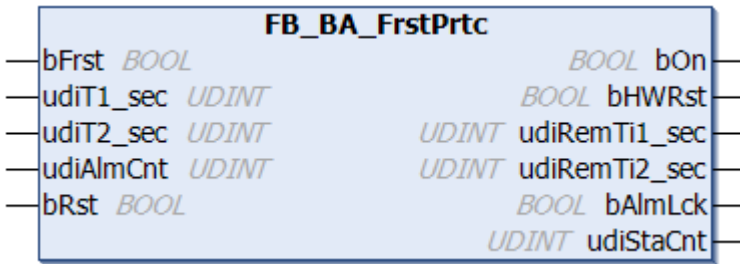 FB_BA_FrstPrtc
bFrst BOOL BOOL bOn
udiT1_sec UDINT BOOL bHWRst
udiT2_sec UDINT UDINT udiRemTi1_sec
udiAlmCnt UDINT UDINT udiRemTi2_sec
bRst BOOL BOOL bAlmLck
UDINT udiStaCnt